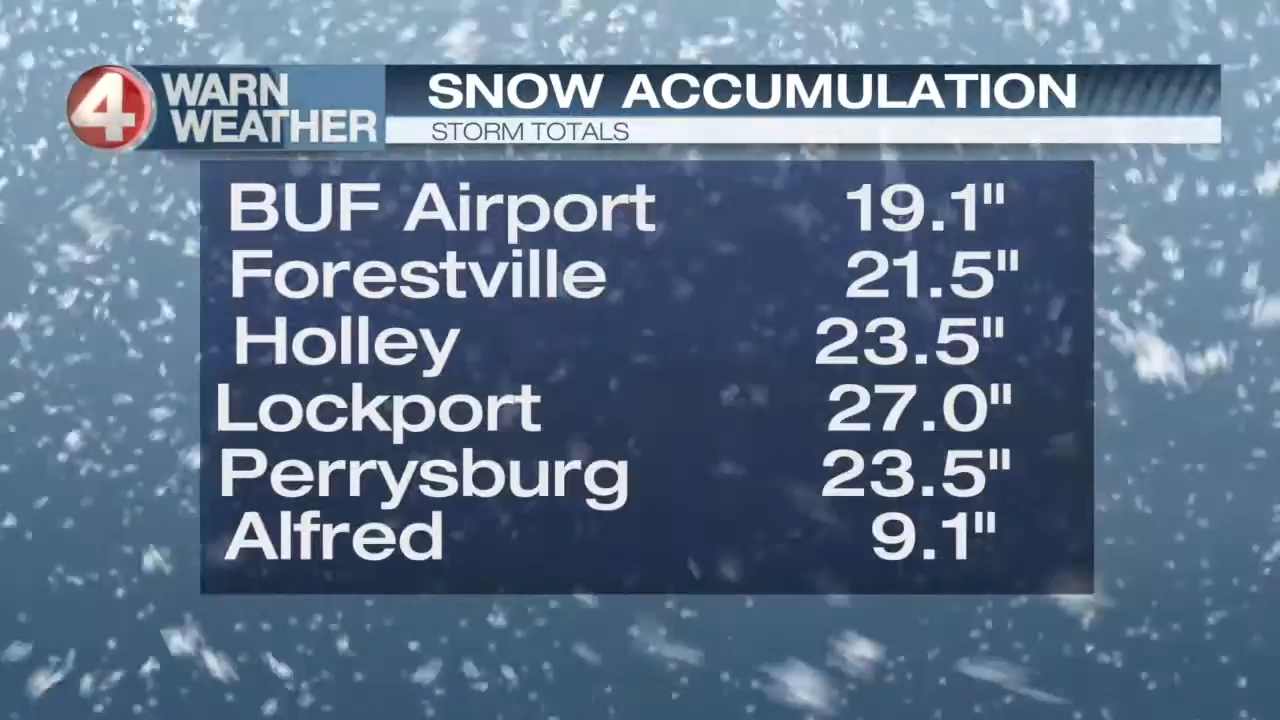 4 WARN
WEATHER
SNOW ACCUMULATION
STORM TOTALS
BUF Airport 19.1"
Forestville 21.5"
Holley 23.5"
Lockport 27.0"
Perrysburg 23.5"
Alfred 9.1"